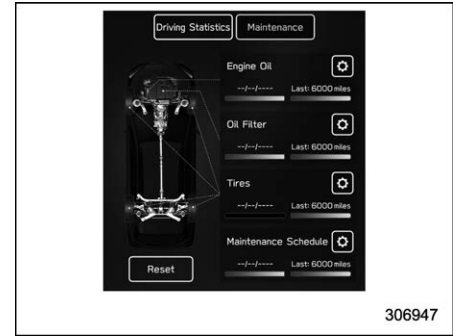 Driving Statistics Maintenance
Engine Oil
--/--/---- Last: 6000 miles
Oil Filter
--/--/---- Last: 6000 miles
Tires
--/--/---- Last: 6000 miles
Maintenance Schedule
--/--/---- Last: 6000 miles
Reset
306947